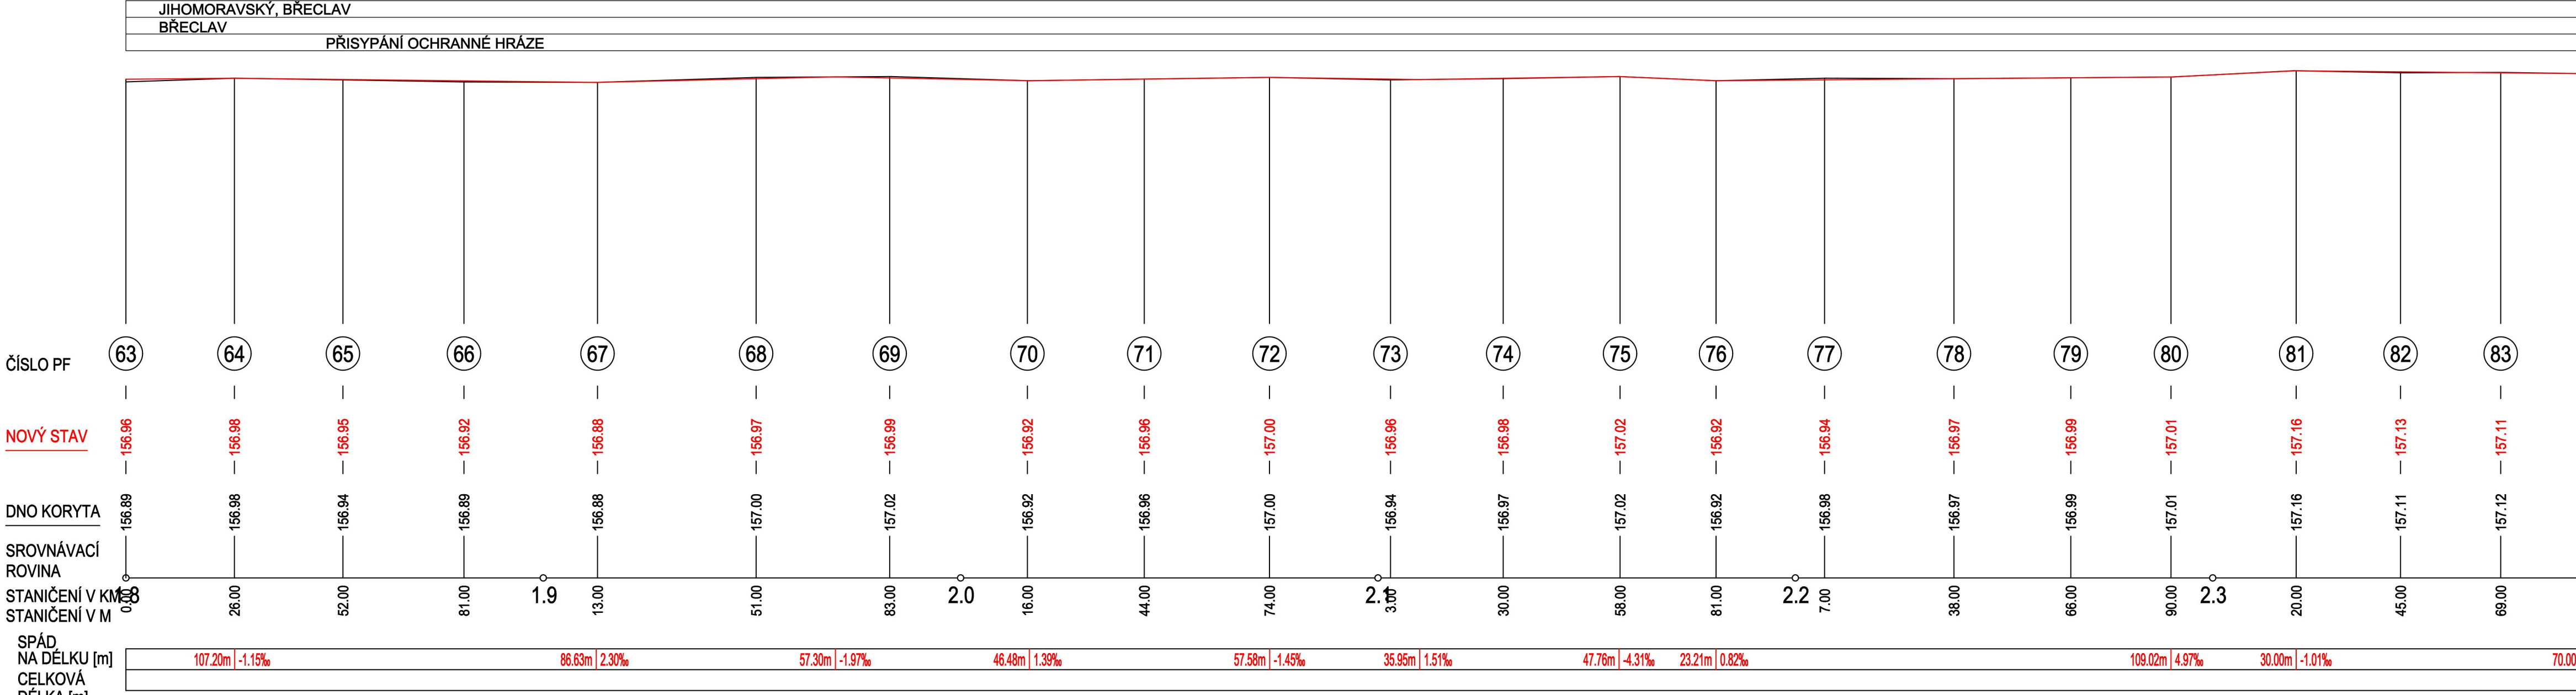 JIHOMORAVSKÝ, BŘECLAV
BŘECLAV
PŘISYPÁNÍ OCHRANNÉ HRÁZE
ČÍSLO PF 63 64 65 66 67 68 69 70 71 72 73 74 75 76 77 78 79 80 81 82 83
NOVÝ STAV 156.96 156.98 156.95 156.92 156.88 156.97 156.99 156.92 156.96 157.00 156.96 156.98 157.02 156.92 156.94 156.97 156.99 157.01 157.16 157.13 157.11
DNO KORYTA 156.89 156.98 156.94 156.89 156.88 157.00 157.02 156.92 156.96 157.00 156.94 156.97 157.02 156.92 156.98 156.97 156.99 157.01 157.16 157.11 157.12
SROVNÁVACÍ
ROVINA
STANIČENÍ V KM 1.8 1.9 2.0 2.1 2.2 2.3
STANIČENÍ V M 0.00 26.00 52.00 81.00 13.00 51.00 83.00 16.00 44.00 74.00 3.00 30.00 58.00 81.00 7.00 38.00 66.00 90.00 20.00 45.00 69.00
SPÁD
NA DÉLKU [m] 107.20m -1.15‰ 86.63m 2.30‰ 57.30m -1.97‰ 46.48m 1.39‰ 57.58m -1.45‰ 35.95m 1.51‰ 47.76m -4.31‰ 23.21m 0.82‰ 109.02m 4.97‰ 30.00m -1.01‰ 70.00
CELKOVÁ
DÉLKA [m]